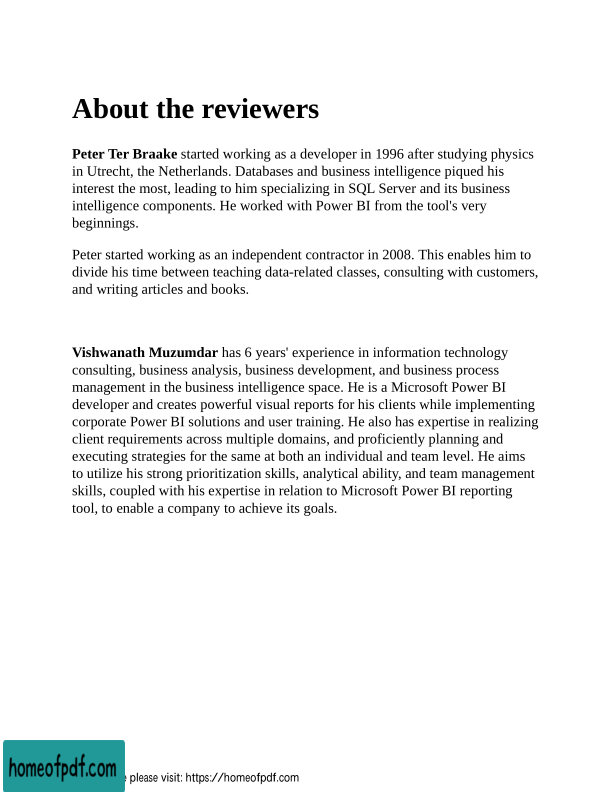 About the reviewers
Peter Ter Braake started working as a developer in 1996 after studying physics
in Utrecht, the Netherlands. Databases and business intelligence piqued his
interest the most, leading to him specializing in SQL Server and its business
intelligence components. He worked with Power BI from the tool's very
beginnings.
Peter started working as an independent contractor in 2008. This enables him to
divide his time between teaching data-related classes, consulting with customers,
and writing articles and books.
Vishwanath Muzumdar has 6 years' experience in information technology
consulting, business analysis, business development, and business process
management in the business intelligence space. He is a Microsoft Power BI
developer and creates powerful visual reports for his clients while implementing
corporate Power BI solutions and user training. He also has expertise in realizing
client requirements across multiple domains, and proficiently planning and
executing strategies for the same at both an individual and team level. He aims
to utilize his strong prioritization skills, analytical ability, and team management
skills, coupled with his expertise in relation to Microsoft Power BI reporting
tool, to enable a company to achieve its goals.
homeofpdf.com
please visit: https://homeofpdf.com